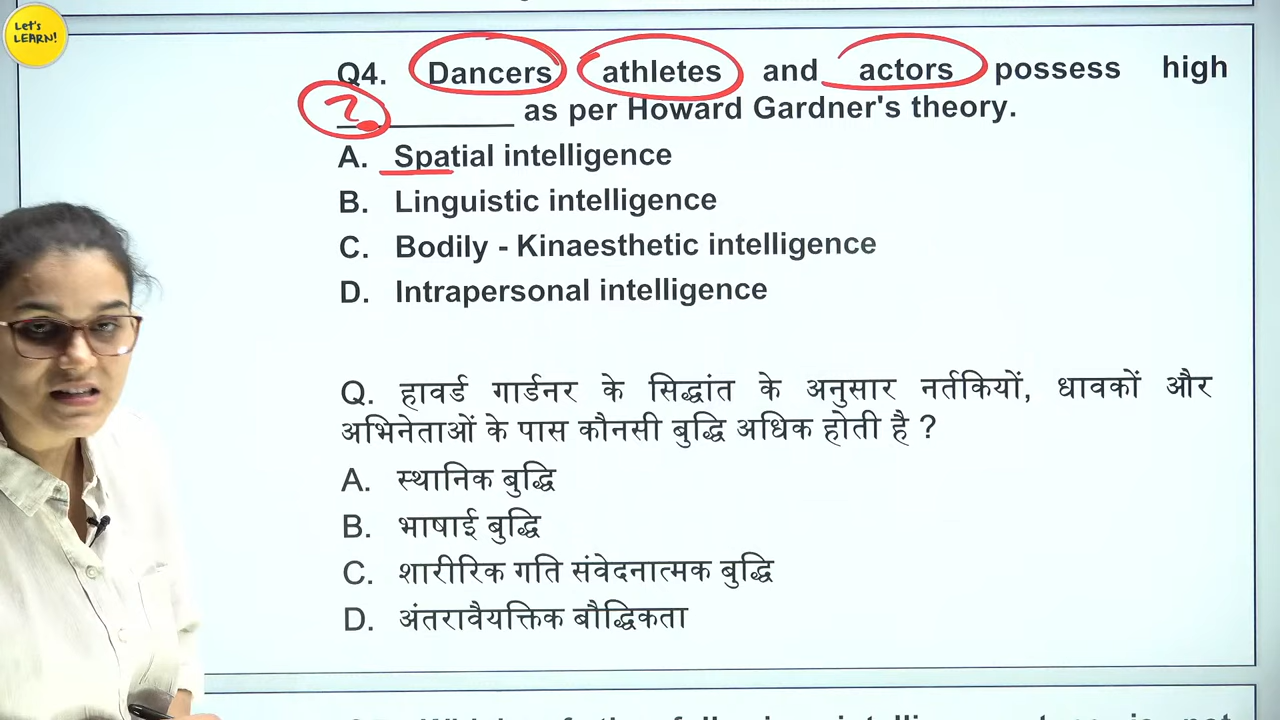 Let's
LEARN!
Q4. Dancers athletes and actors possess high
? __________ as per Howard Gardner's theory.
A. Spatial intelligence
B. Linguistic intelligence
C. Bodily - Kinaesthetic intelligence
D. Intrapersonal intelligence
Q. हावर्ड गार्डनर के सिद्धांत के अनुसार नर्तकियों, धावकों और
अभिनेताओं के पास कौनसी बुद्धि अधिक होती है ?
A. स्थानिक बुद्धि
B. भाषाई बुद्धि
C. शारीरिक गति संवेदनात्मक बुद्धि
D. अंतरावैयक्तिक बौद्धिकता